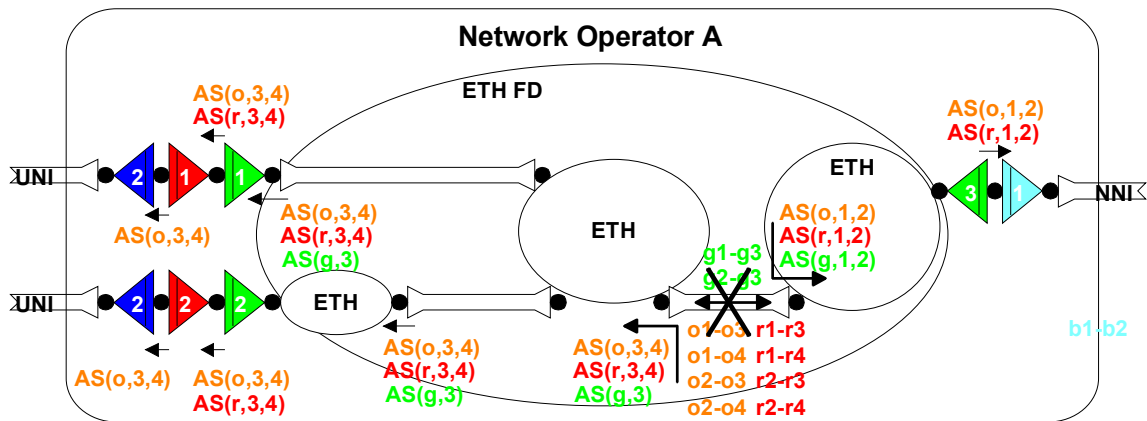 Network Operator A
ETH FD
AS(o,3,4)
AS(r,3,4)
AS(o,1,2)
AS(r,1,2)
UNI
2
1
1
ETH
3
1
NNI
AS(o,3,4)
AS(o,3,4)
AS(r,3,4)
AS(g,3)
ETH
AS(o,1,2)
AS(r,1,2)
AS(g,1,2)
g1-g3
g2-g3
UNI
2
2
2
ETH
o1-o3 r1-r3
o1-o4 r1-r4
o2-o3 r2-r3
o2-o4 r2-r4
b1-b2
AS(o,3,4)
AS(o,3,4)
AS(r,3,4)
AS(o,3,4)
AS(r,3,4)
AS(g,3)
AS(o,3,4)
AS(r,3,4)
AS(g,3)